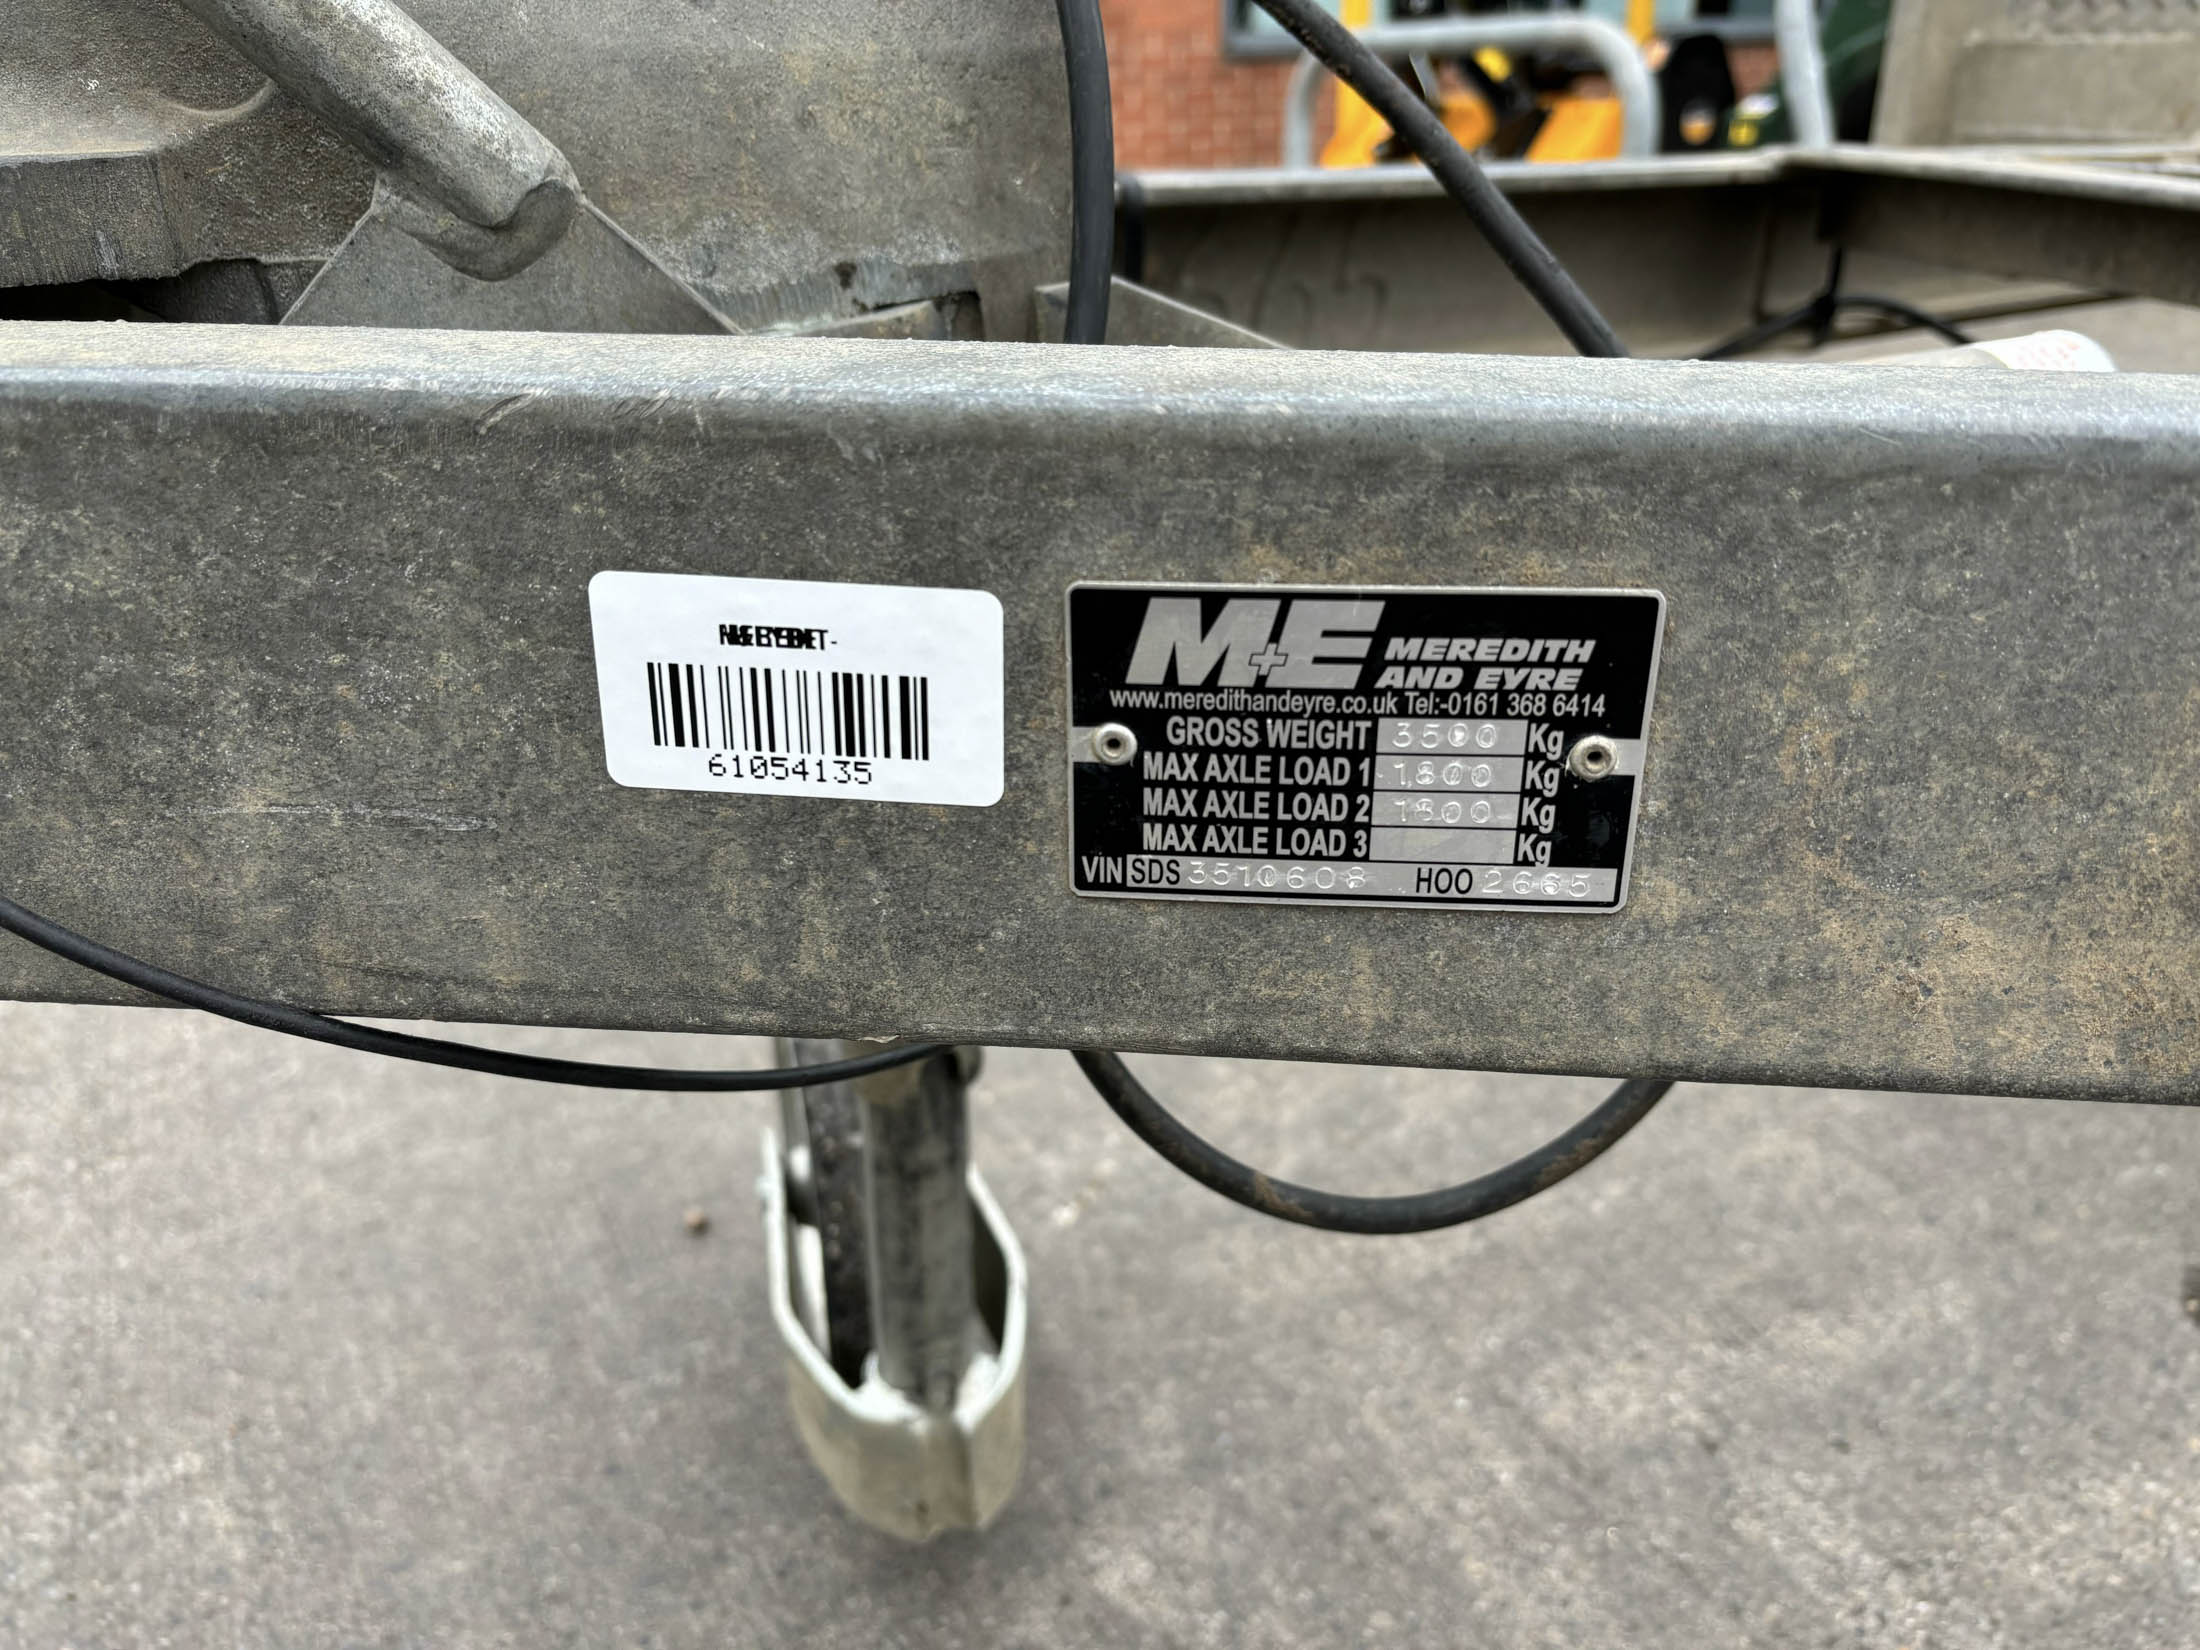 61054135
M+E MEREDITH
AND EYRE
www.meredithandeyre.co.uk Tel:-0161 368 6414
GROSS WEIGHT 3500 Kg
MAX AXLE LOAD 1 1800 Kg
MAX AXLE LOAD 2 1800 Kg
MAX AXLE LOAD 3 Kg
VIN SDS 3510608 HOO 2665